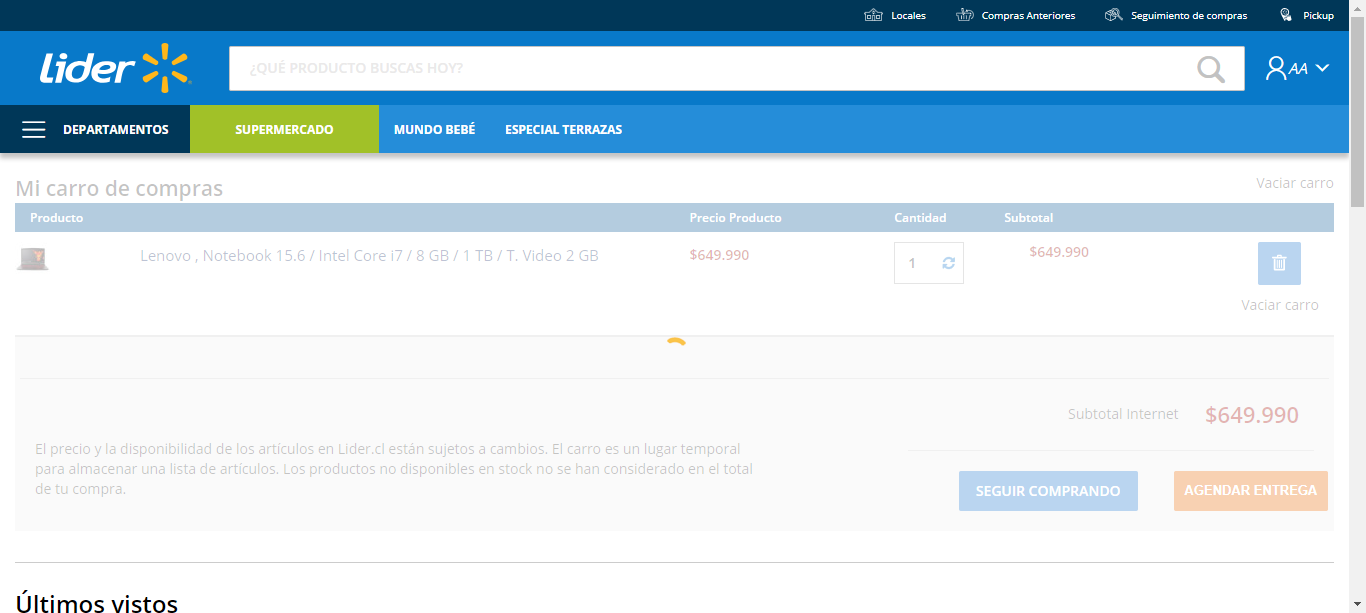 Locales Compras Anteriores Seguimiento de compras Pickup
Lider
¿QUÉ PRODUCTO BUSCAS HOY?
AA
DEPARTAMENTOS SUPERMERCADO MUNDO BEBÉ ESPECIAL TERRAZAS
Mi carro de compras
Vaciar carro
Producto Precio Producto Cantidad Subtotal
Lenovo , Notebook 15.6 / Intel Core i7 / 8 GB / 1 TB / T. Video 2 GB $649.990 1 $649.990
Vaciar carro
Subtotal Internet $649.990
El precio y la disponibilidad de los artículos en Lider.cl están sujetos a cambios. El carro es un lugar temporal
para almacenar una lista de artículos. Los productos no disponibles en stock no se han considerado en el total
de tu compra.
SEGUIR COMPRANDO AGENDAR ENTREGA
Últimos vistos